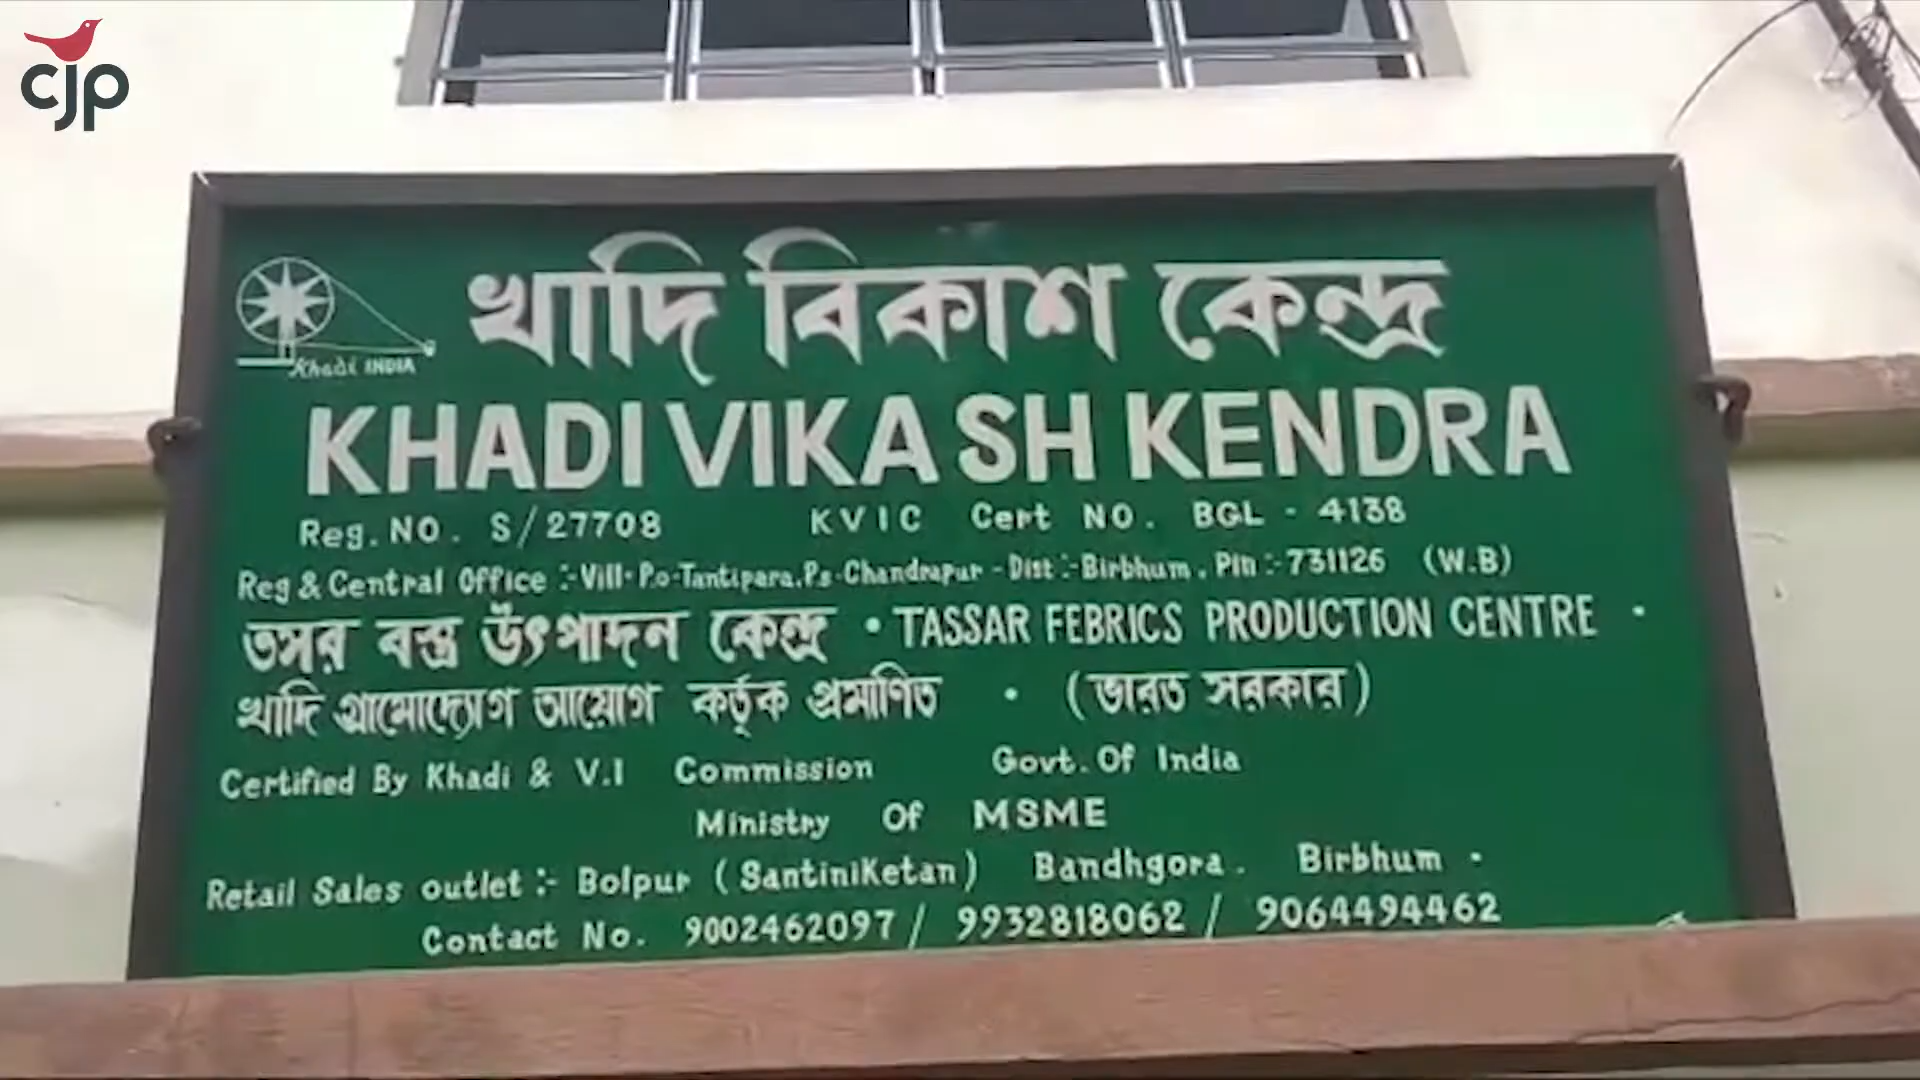 cjp
খাদি বিকাশ কেন্দ্র
Khadi INDIA
KHADI VIKASH KENDRA
Reg. NO. S/27708 KVIC Cert NO. BGL - 4138
Reg & Central Office :- Vill- P.o-Tantipara, P.s-Chandrapur - Dist :- Birbhum. Pin :- 731126 (W.B)
তসর বস্ত্র উৎপাদন কেন্দ্র • TASSAR FEBRICS PRODUCTION CENTRE •
খাদি গ্রামোদ্যোগ আয়োগ কর্তৃক প্রমাণিত • (ভারত সরকার)
Certified By Khadi & V.I Commission Govt. Of India
Ministry Of MSME
Retail Sales outlet :- Bolpur (SantiniKetan) Bandhgora. Birbhum •
Contact No. 9002462097/ 9932818062 / 9064494462